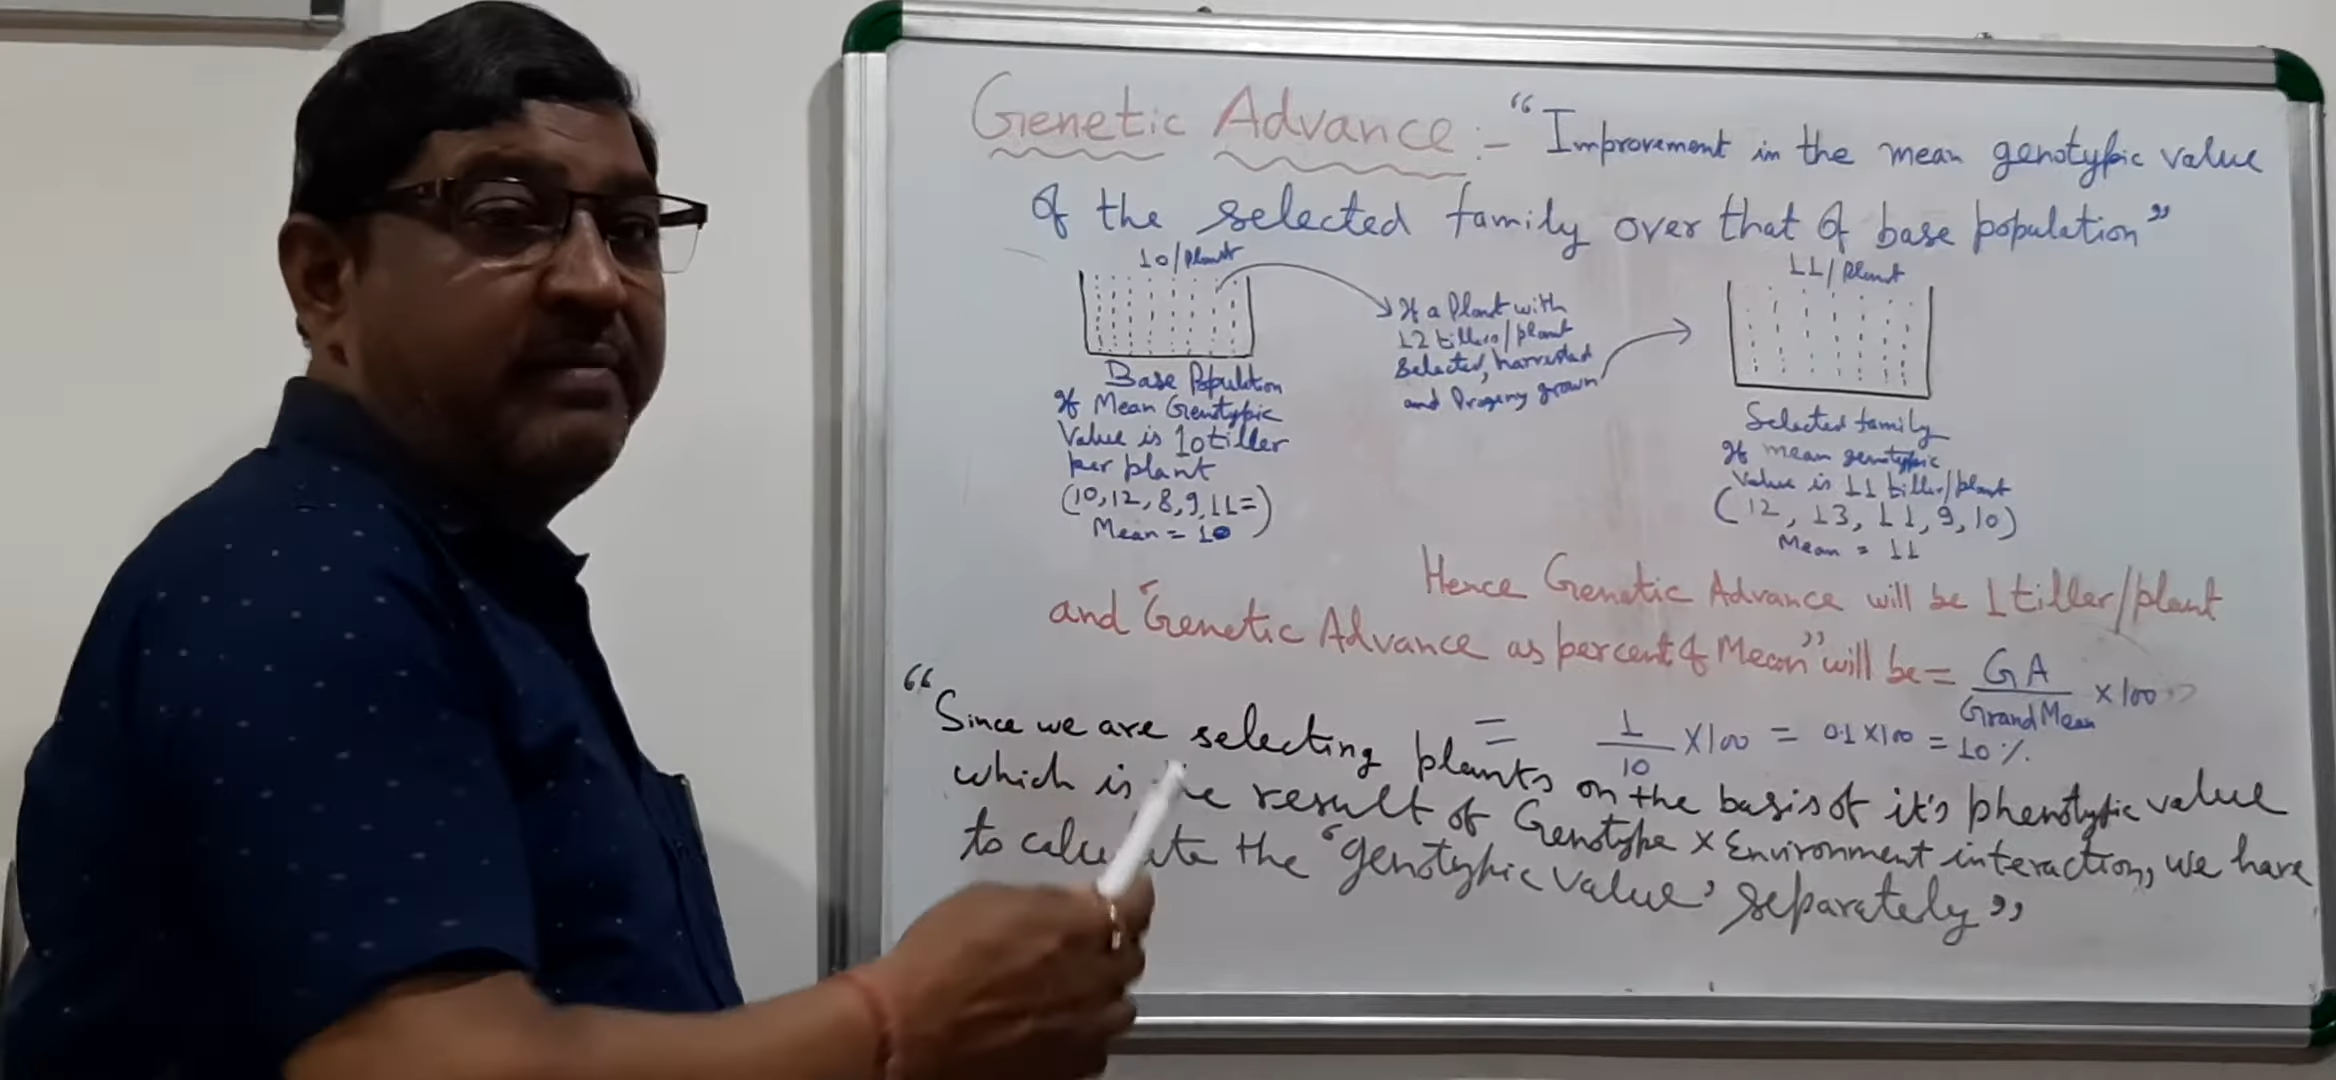 Genetic Advance :- "Improvement in the mean genotypic value
of the selected family over that of base population"
10/Plant
Base Population
If Mean Genotypic
Value is 10 tiller
per plant
(10, 12, 8, 9, 11=)
Mean = 10
If a Plant with
12 tillers/plant
Selected, harvested
and Progeny grown
11/Plant
Selected family
If mean genotypic
Value is 11 tiller/plant
(12, 13, 11, 9, 10)
Mean = 11
Hence Genetic Advance will be 1 tiller/plant
and "Genetic Advance as percent of Mean" will be = GA / Grand Mean × 100
= 1 / 10 × 100 = 0.1 × 100 = 10 %.
"Since we are selecting plants on the basis of it's phenotypic value
which is result of Genotype × Environment interaction, we have
to the 'genotypic value' separately"